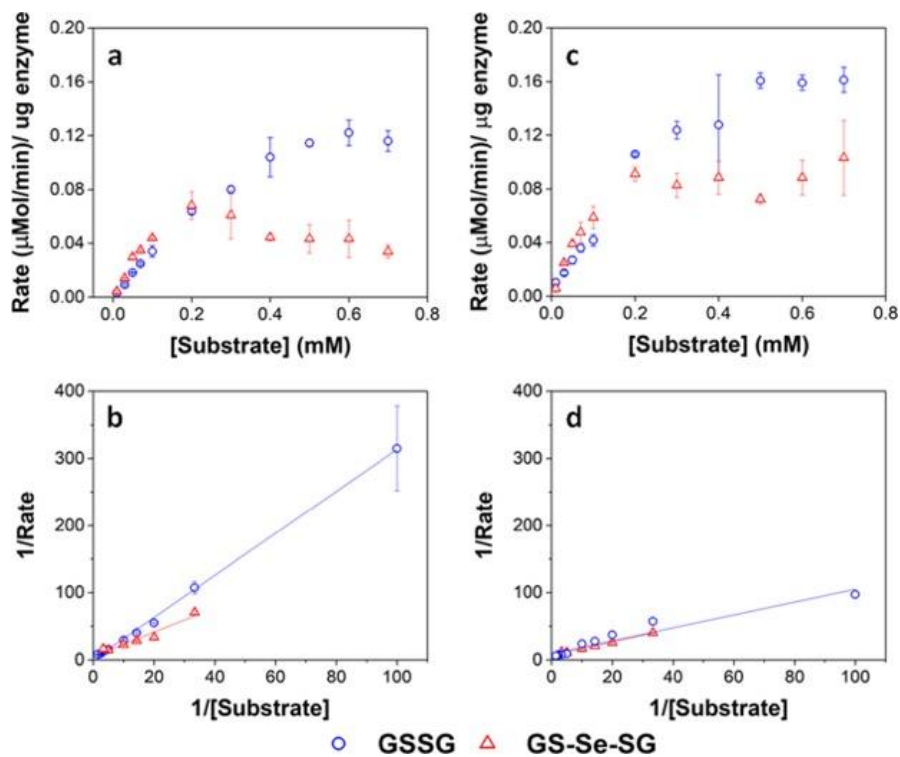 a
Rate (µMol/min)/ ug enzyme
0.20
0.16
0.12
0.08
0.04
0.00
0.0 0.2 0.4 0.6 0.8
[Substrate] (mM)
c
Rate (µMol/min)/ µg enzyme
0.20
0.16
0.12
0.08
0.04
0.00
0.0 0.2 0.4 0.6 0.8
[Substrate] (mM)
b
1/Rate
400
300
200
100
0
0 20 40 60 80 100
1/[Substrate]
d
1/Rate
400
300
200
100
0
0 20 40 60 80 100
1/[Substrate]
GSSG GS-Se-SG